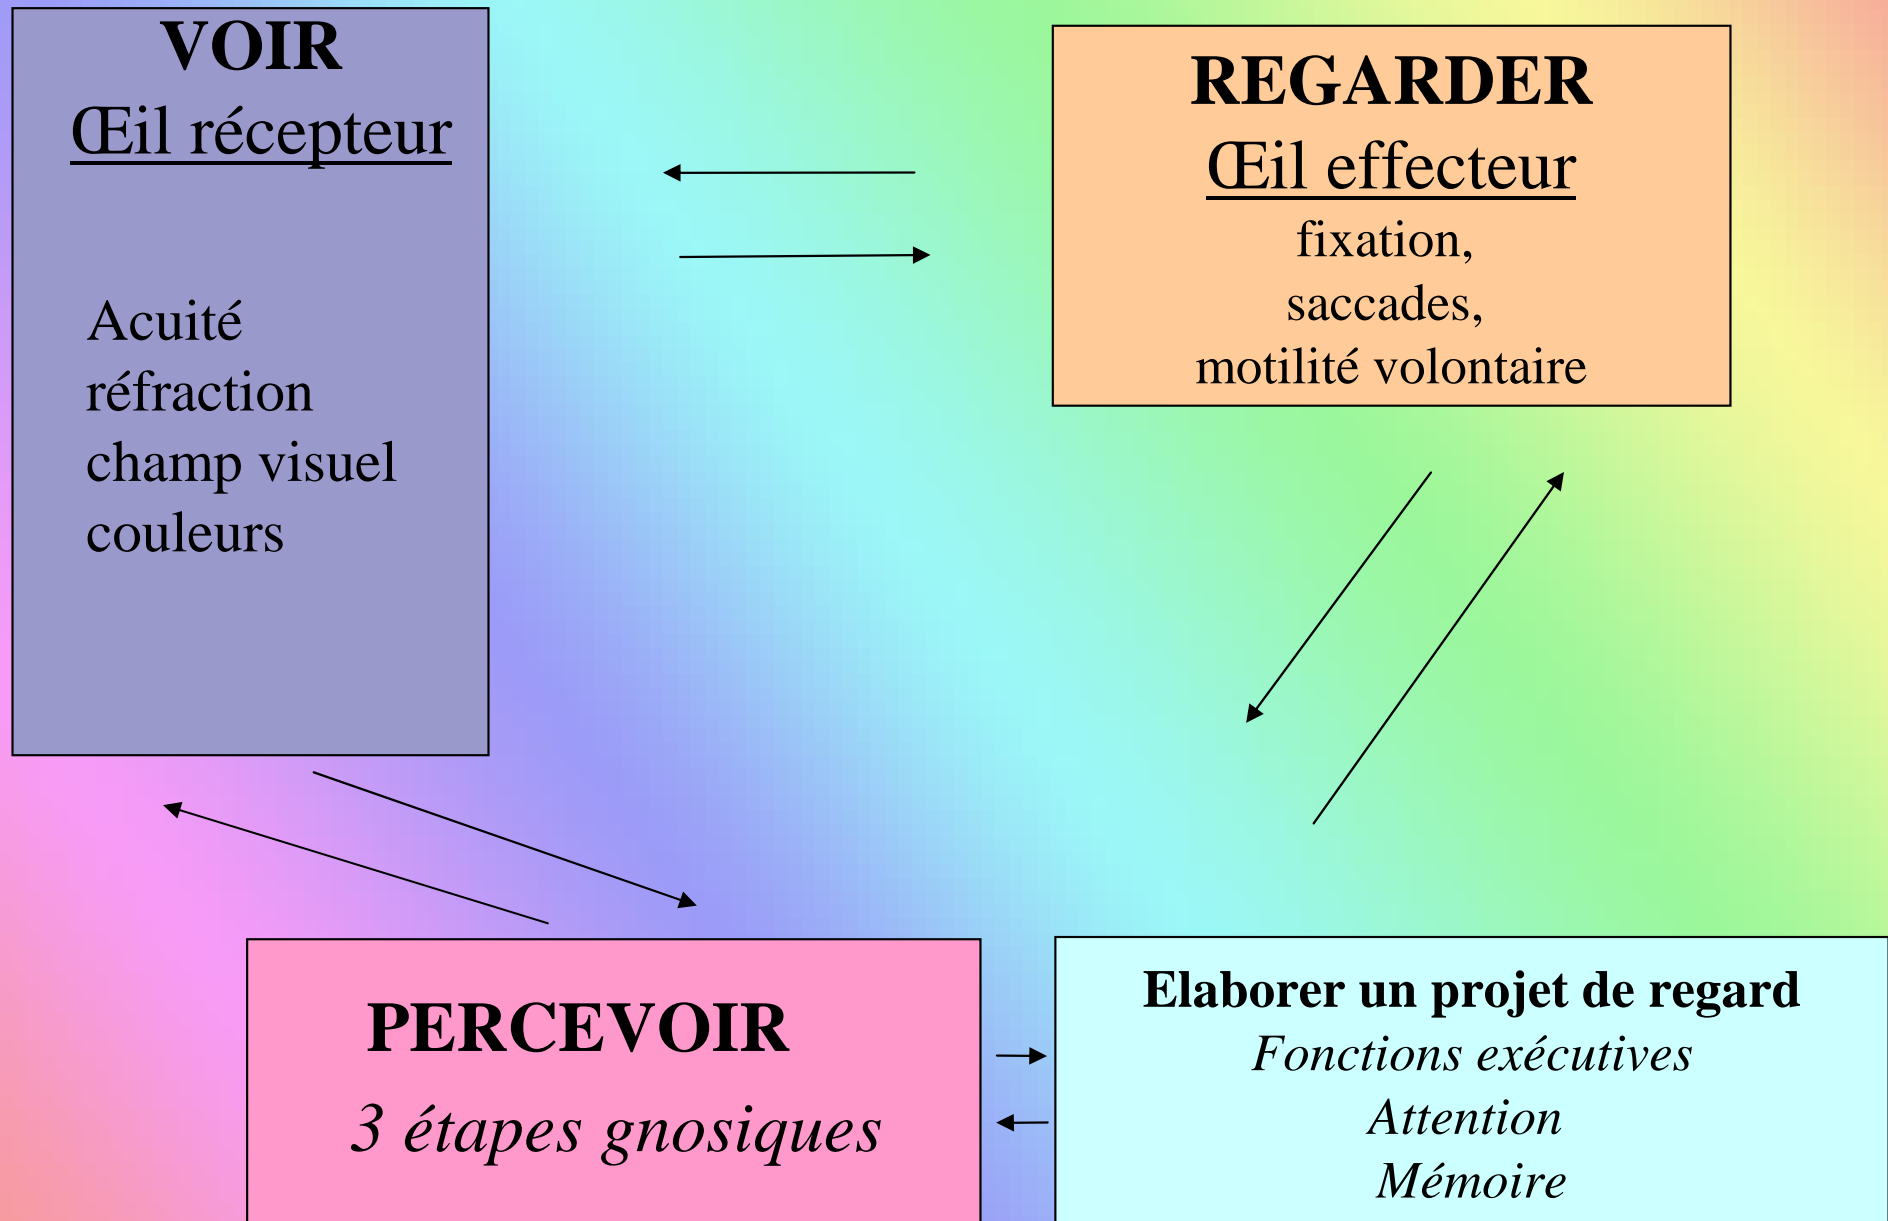 VOIR
Œil récepteur
Acuité
réfraction
champ visuel
couleurs
REGARDER
Œil effecteur
fixation,
saccades,
motilité volontaire
PERCEVOIR
3 étapes gnosiques
Elaborer un projet de regard
Fonctions exécutives
Attention
Mémoire